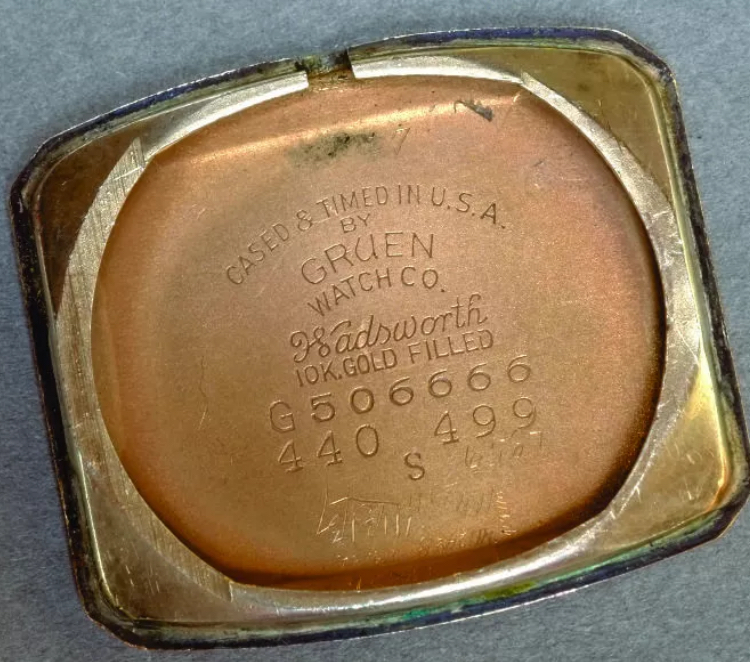 CASED & TIMED IN U.S.A.
BY
GRUEN
WATCH CO.
Wadsworth
10K. GOLD FILLED
G506666
440 499
S